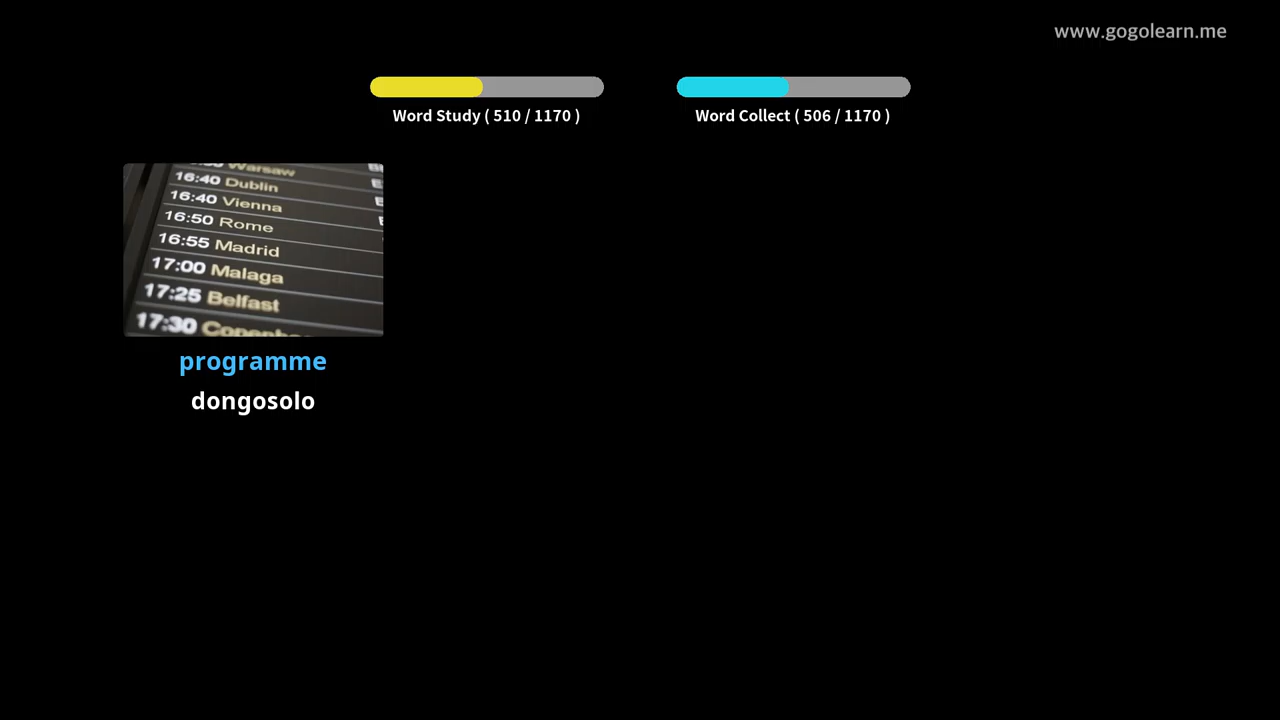 www.gogolearn.me
Word Study ( 510 / 1170 )
Word Collect ( 506 / 1170 )
Warsaw
16:40 Dublin
16:40 Vienna
16:50 Rome
16:55 Madrid
17:00 Malaga
17:25 Belfast
17:30
programme
dongosolo